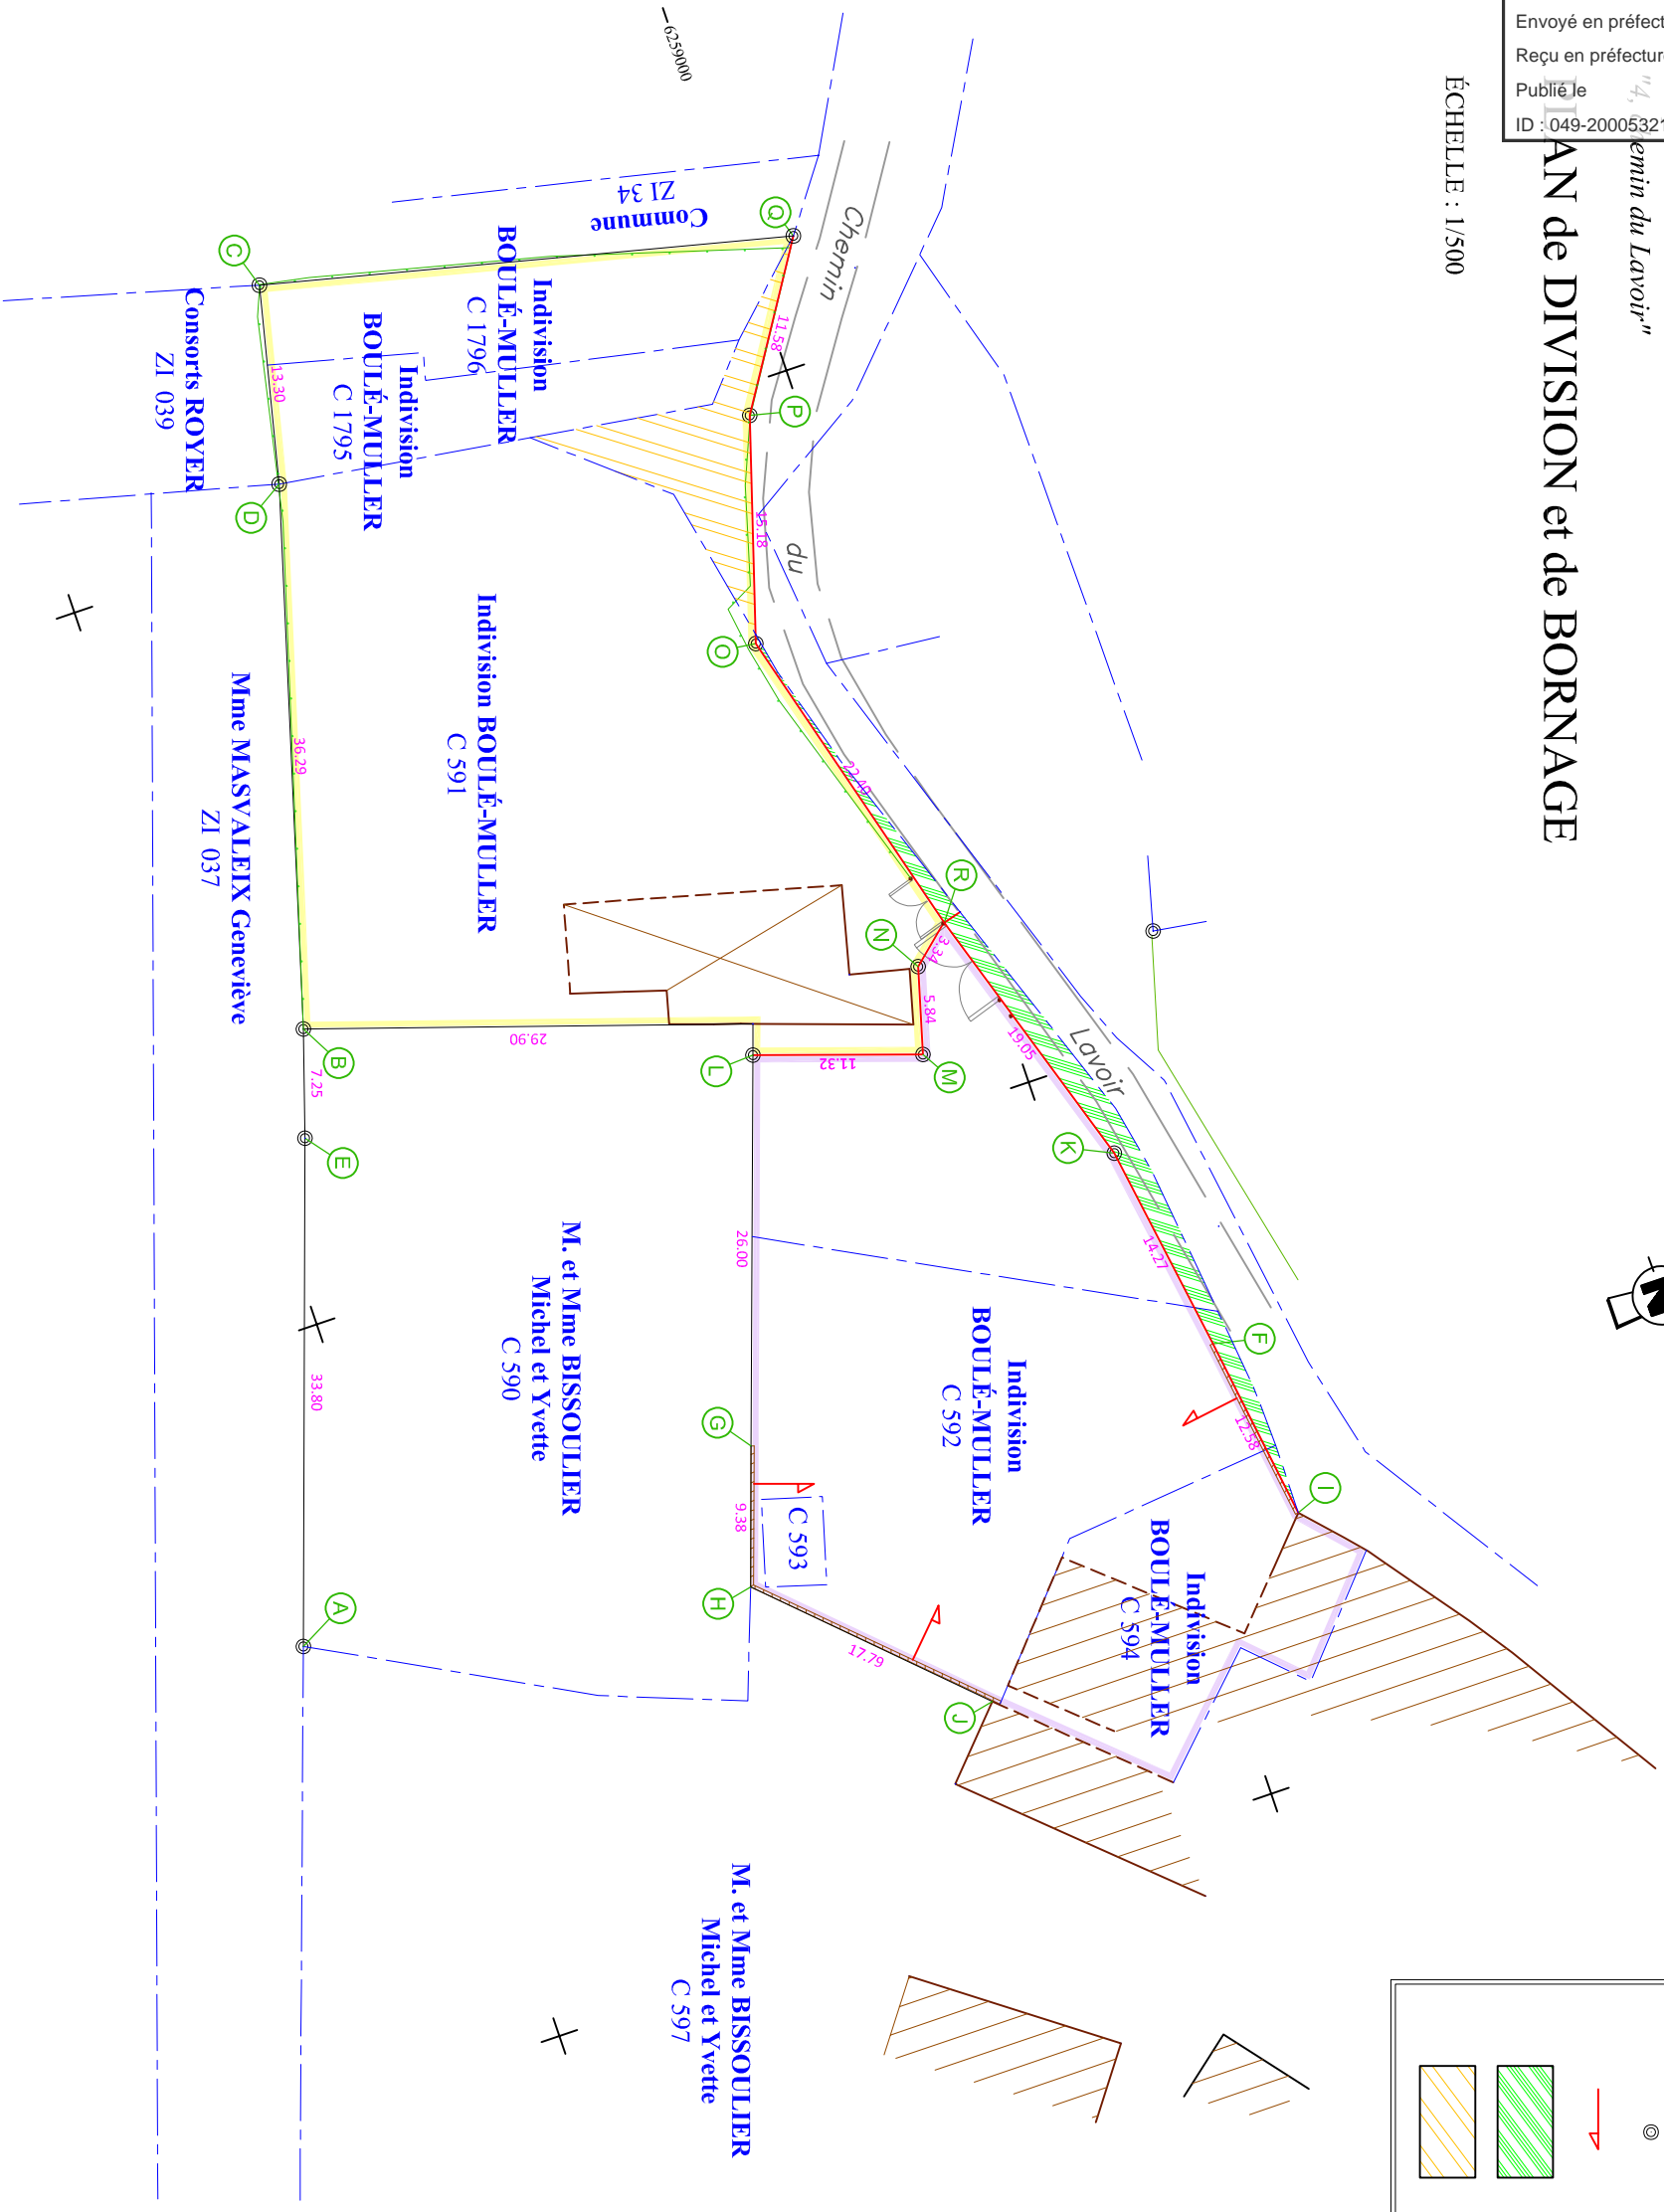 Envoyé en préfect
Reçu en préfecture
Publié le
ID : 049-20005321
"4, Chemin du Lavoir"
PLAN de DIVISION et de BORNAGE
ÉCHELLE : 1/500
6259000
Commune
ZI 34
Q
C
Chemin
Indivision
BOULÉ-MULLER
C 1796
11.58
P
Indivision
BOULÉ-MULLER
C 1795
13.30
Consorts ROYER
ZI 039
D
15.18
du
O
Indivision BOULÉ-MULLER
C 591
36.29
Mme MASVALEIX Geneviève
ZI 037
22.40
R
N
3.34
5.84
19.05
Lavoir
M
11.32
L
29.90
B
7.25
E
K
14.27
F
26.00
M. et Mme BISSOULIER
Michel et Yvette
C 590
33.80
Indivision
BOULÉ-MULLER
C 592
12.58
I
G
9.38
C 593
H
A
17.79
J
Indivision
BOULÉ-MULLER
C 594
M. et Mme BISSOULIER
Michel et Yvette
C 597
N